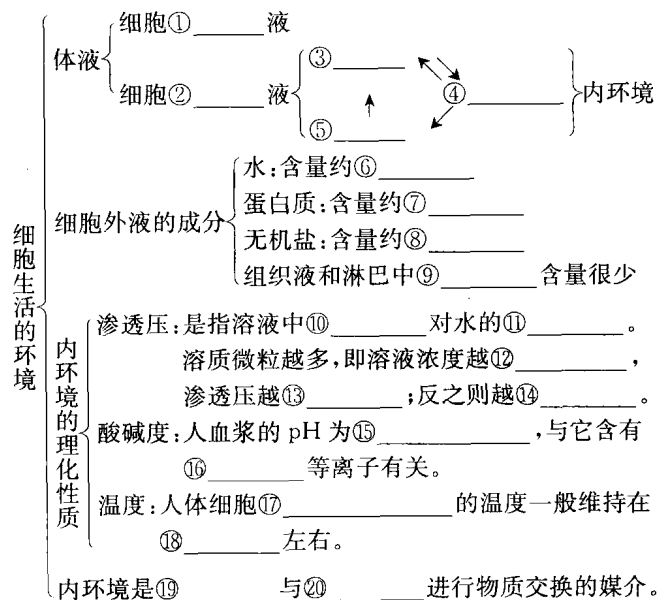 细胞①______液
体液
细胞②______液
③______
④________
⑤______
内环境
水:含量约⑥________
蛋白质:含量约⑦________
细胞外液的成分
无机盐:含量约⑧________
组织液和淋巴中⑨________含量很少
细胞生活的环境
渗透压:是指溶液中⑩________对水的⑪________。
溶质微粒越多,即溶液浓度越⑫________,
渗透压越⑬________;反之则越⑭________。
内环境的理化性质
酸碱度:人血浆的 pH 为⑮____________,与它含有
⑯________等离子有关。
温度:人体细胞⑰______________的温度一般维持在
⑱________左右。
内环境是⑲________与⑳________进行物质交换的媒介。